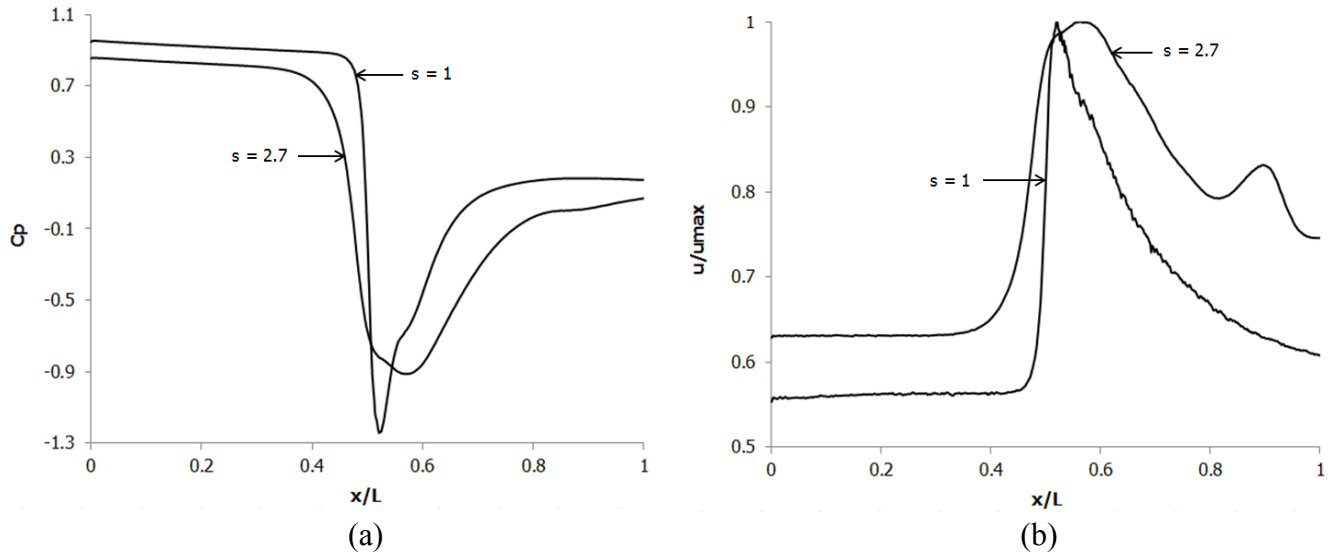 1.1
0.7
0.3
-0.1
-0.5
-0.9
-1.3
Cp
s = 1
s = 2.7
0 0.2 0.4 0.6 0.8 1
x/L
(a)
1
0.9
0.8
0.7
0.6
0.5
u/umax
s = 2.7
s = 1
0 0.2 0.4 0.6 0.8 1
x/L
(b)